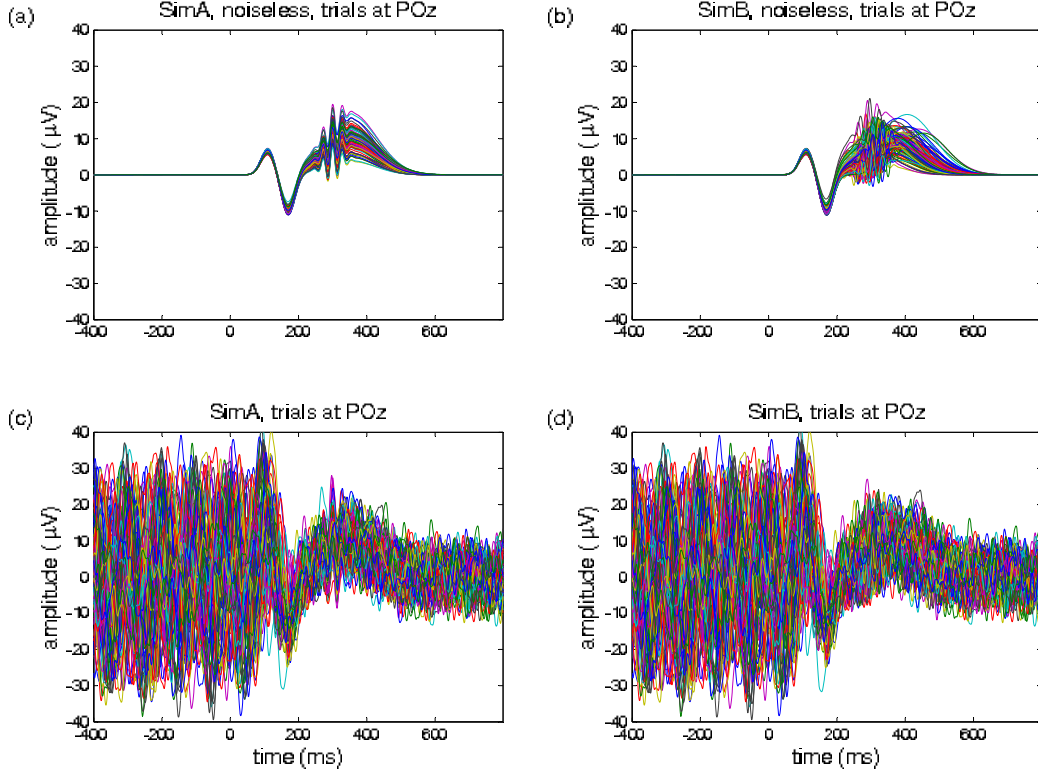 (a) SimA, noiseless, trials at POz
40
30
20
10
0
-10
-20
-30
-40
amplitude ( µV)
-400 -200 0 200 400 600
(b) SimB, noiseless, trials at POz
40
30
20
10
0
-10
-20
-30
-40
amplitude ( µV)
-400 -200 0 200 400 600
(c) SimA, trials at POz
40
30
20
10
0
-10
-20
-30
-40
amplitude ( µV)
-400 -200 0 200 400 600
time (ms)
(d) SimB, trials at POz
40
30
20
10
0
-10
-20
-30
-40
amplitude ( µV)
-400 -200 0 200 400 600
time (ms)